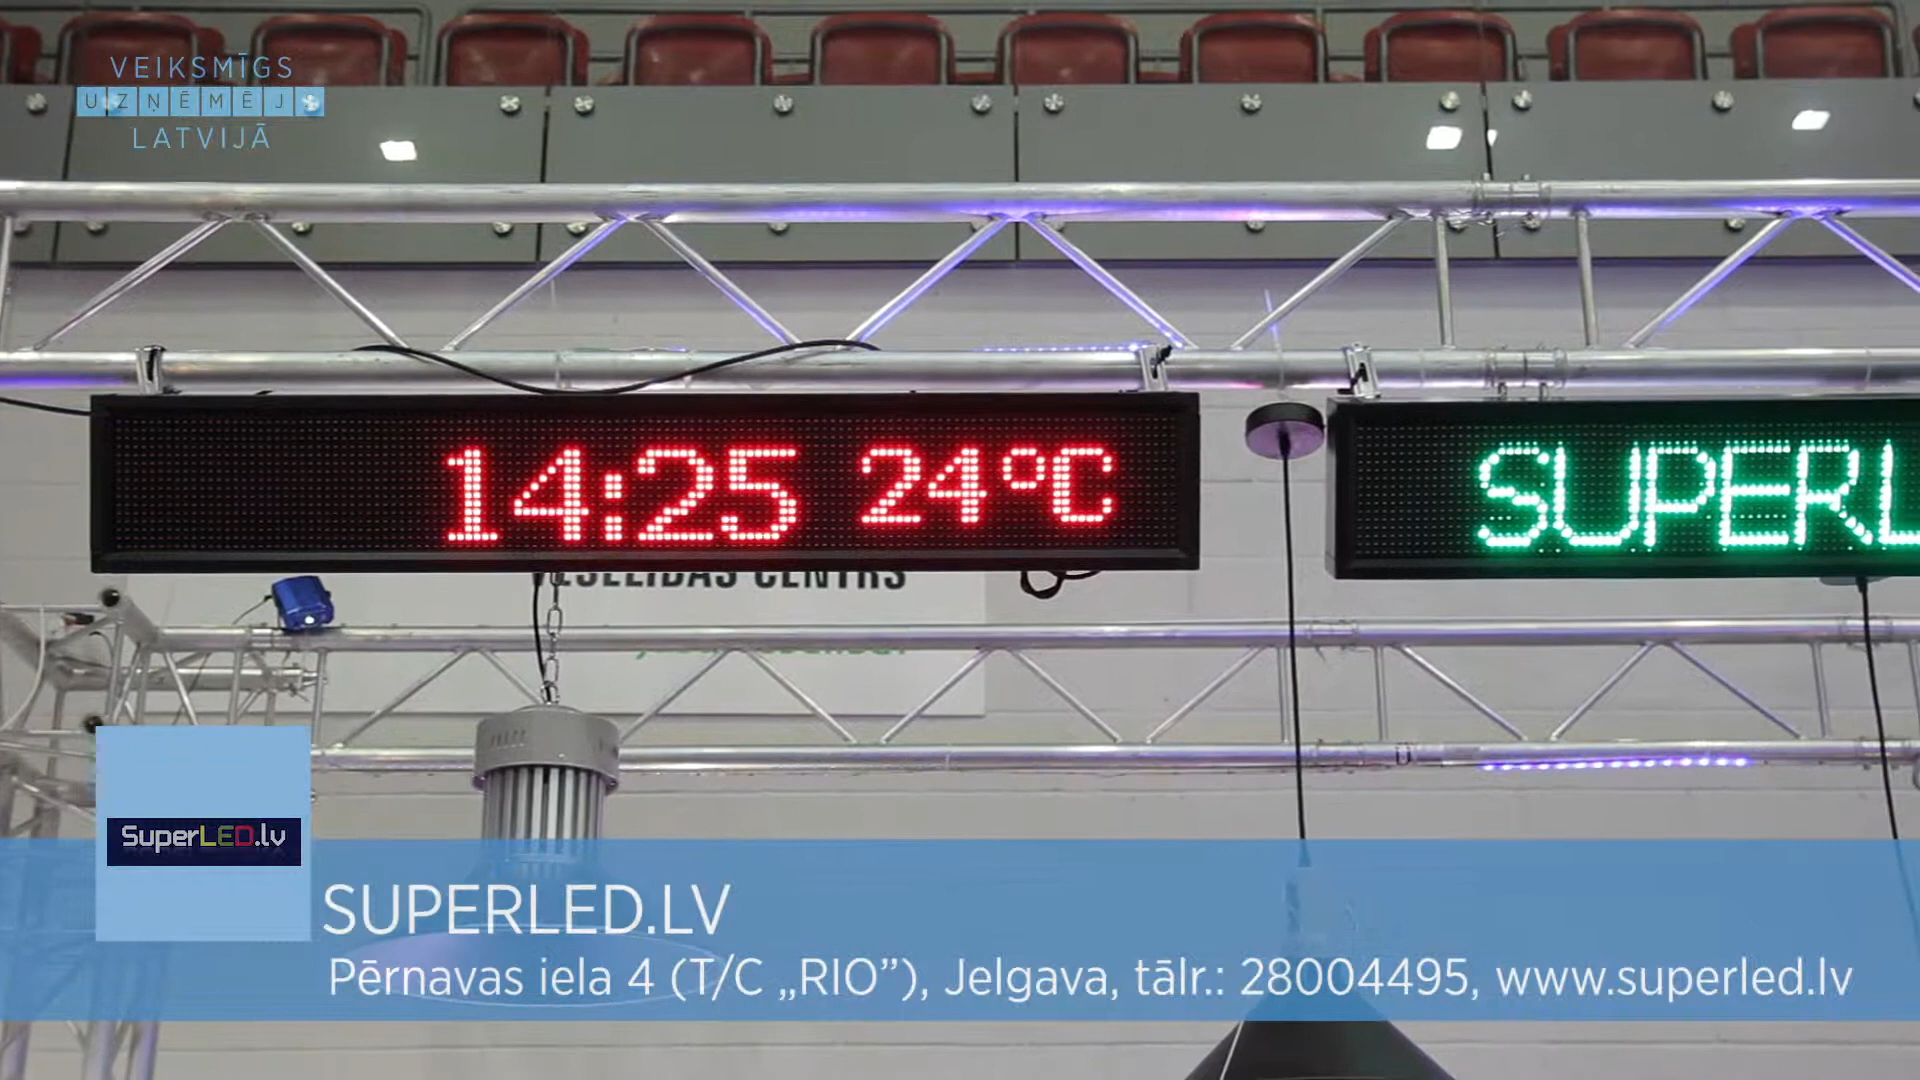 VEIKSMĪGS
UZŅĒMĒJS
LATVIJĀ
14:25 24°C
SUPERL
CENTRS
SuperLED.lv
SUPERLED.LV
Pērnavas iela 4 (T/C „RIO”), Jelgava, tālr.: 28004495, www.superled.lv